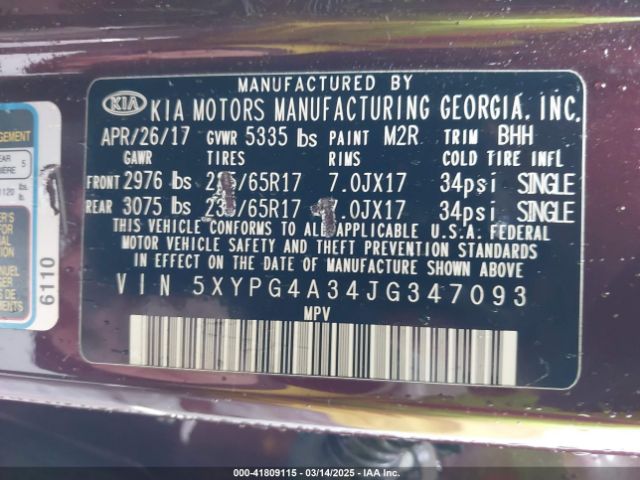 MANUFACTURED BY
KIA KIA MOTORS MANUFACTURING GEORGIA, INC.
APR/26/17 GVWR 5335 lbs PAINT M2R TRIM BHH
GAWR TIRES RIMS COLD TIRE INFL
FRONT 2976 lbs /65R17 7.0JX17 34psi SINGLE
REAR 3075 lbs /65R17 .0JX17 34psi SINGLE
THIS VEHICLE CONFORMS TO ALL APPLICABLE U.S.A. FEDERAL
MOTOR VEHICLE SAFETY AND THEFT PREVENTION STANDARDS
IN EFFECT ON THE DATE OF MANUFACTURE SHOWN ABOVE.
VIN 5XYPG4A34JG347093
MPV
6110
000-41809115 - 03/14/2025 - IAA Inc.